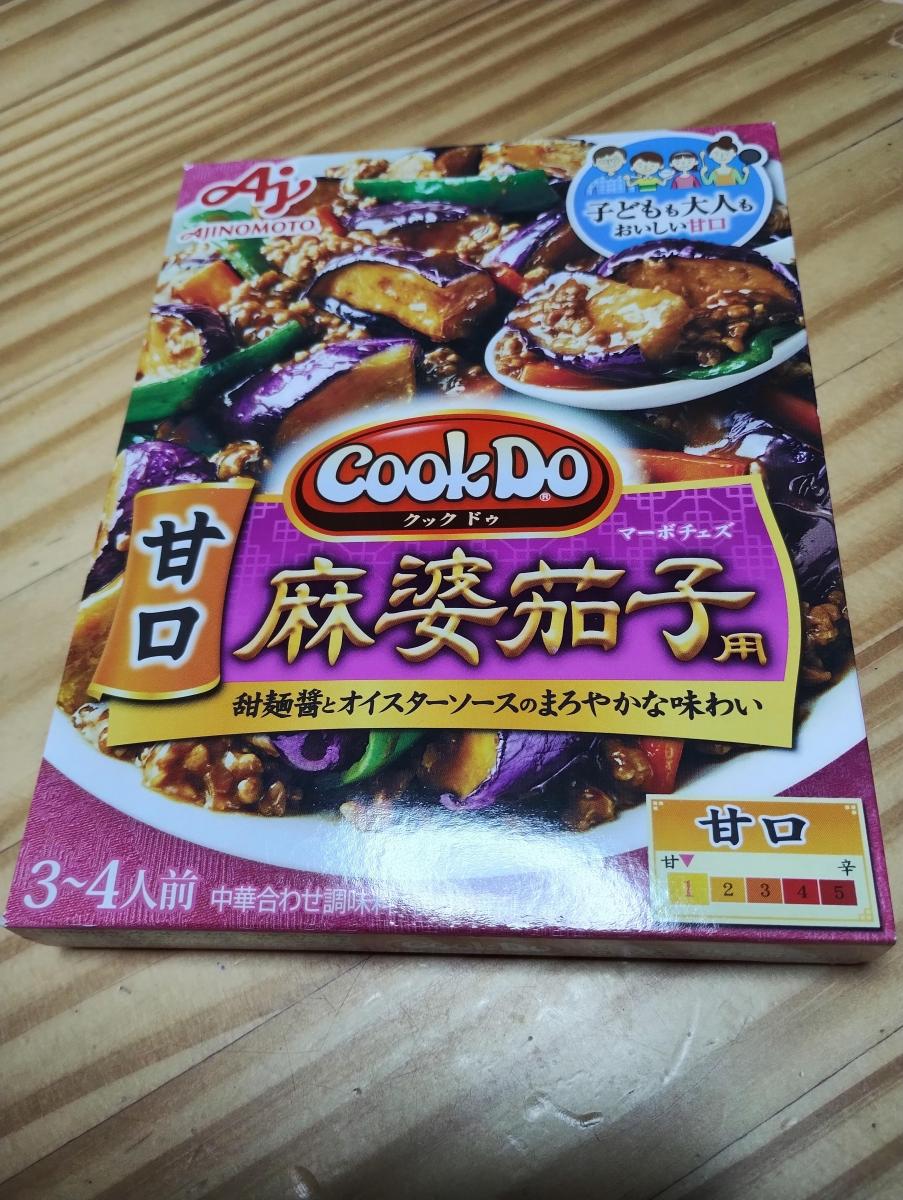 Aj
AJINOMOTO®
子どもも大人も
おいしい甘口
CookDo®
クックドゥ
マーボチェズ
甘口
麻婆茄子用
甜麺醤とオイスターソースのまろやかな味わい
甘口
甘 辛
1 2 3 4 5
3~4人前 中華合わせ調味料
CookDo